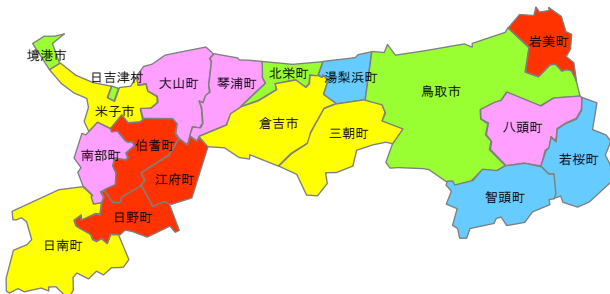 岩美町
境港市
日吉津村
大山町
琴浦町
北栄町
湯梨浜町
鳥取市
米子市
倉吉市
三朝町
八頭町
南部町
伯耆町
若桜町
江府町
智頭町
日野町
日南町